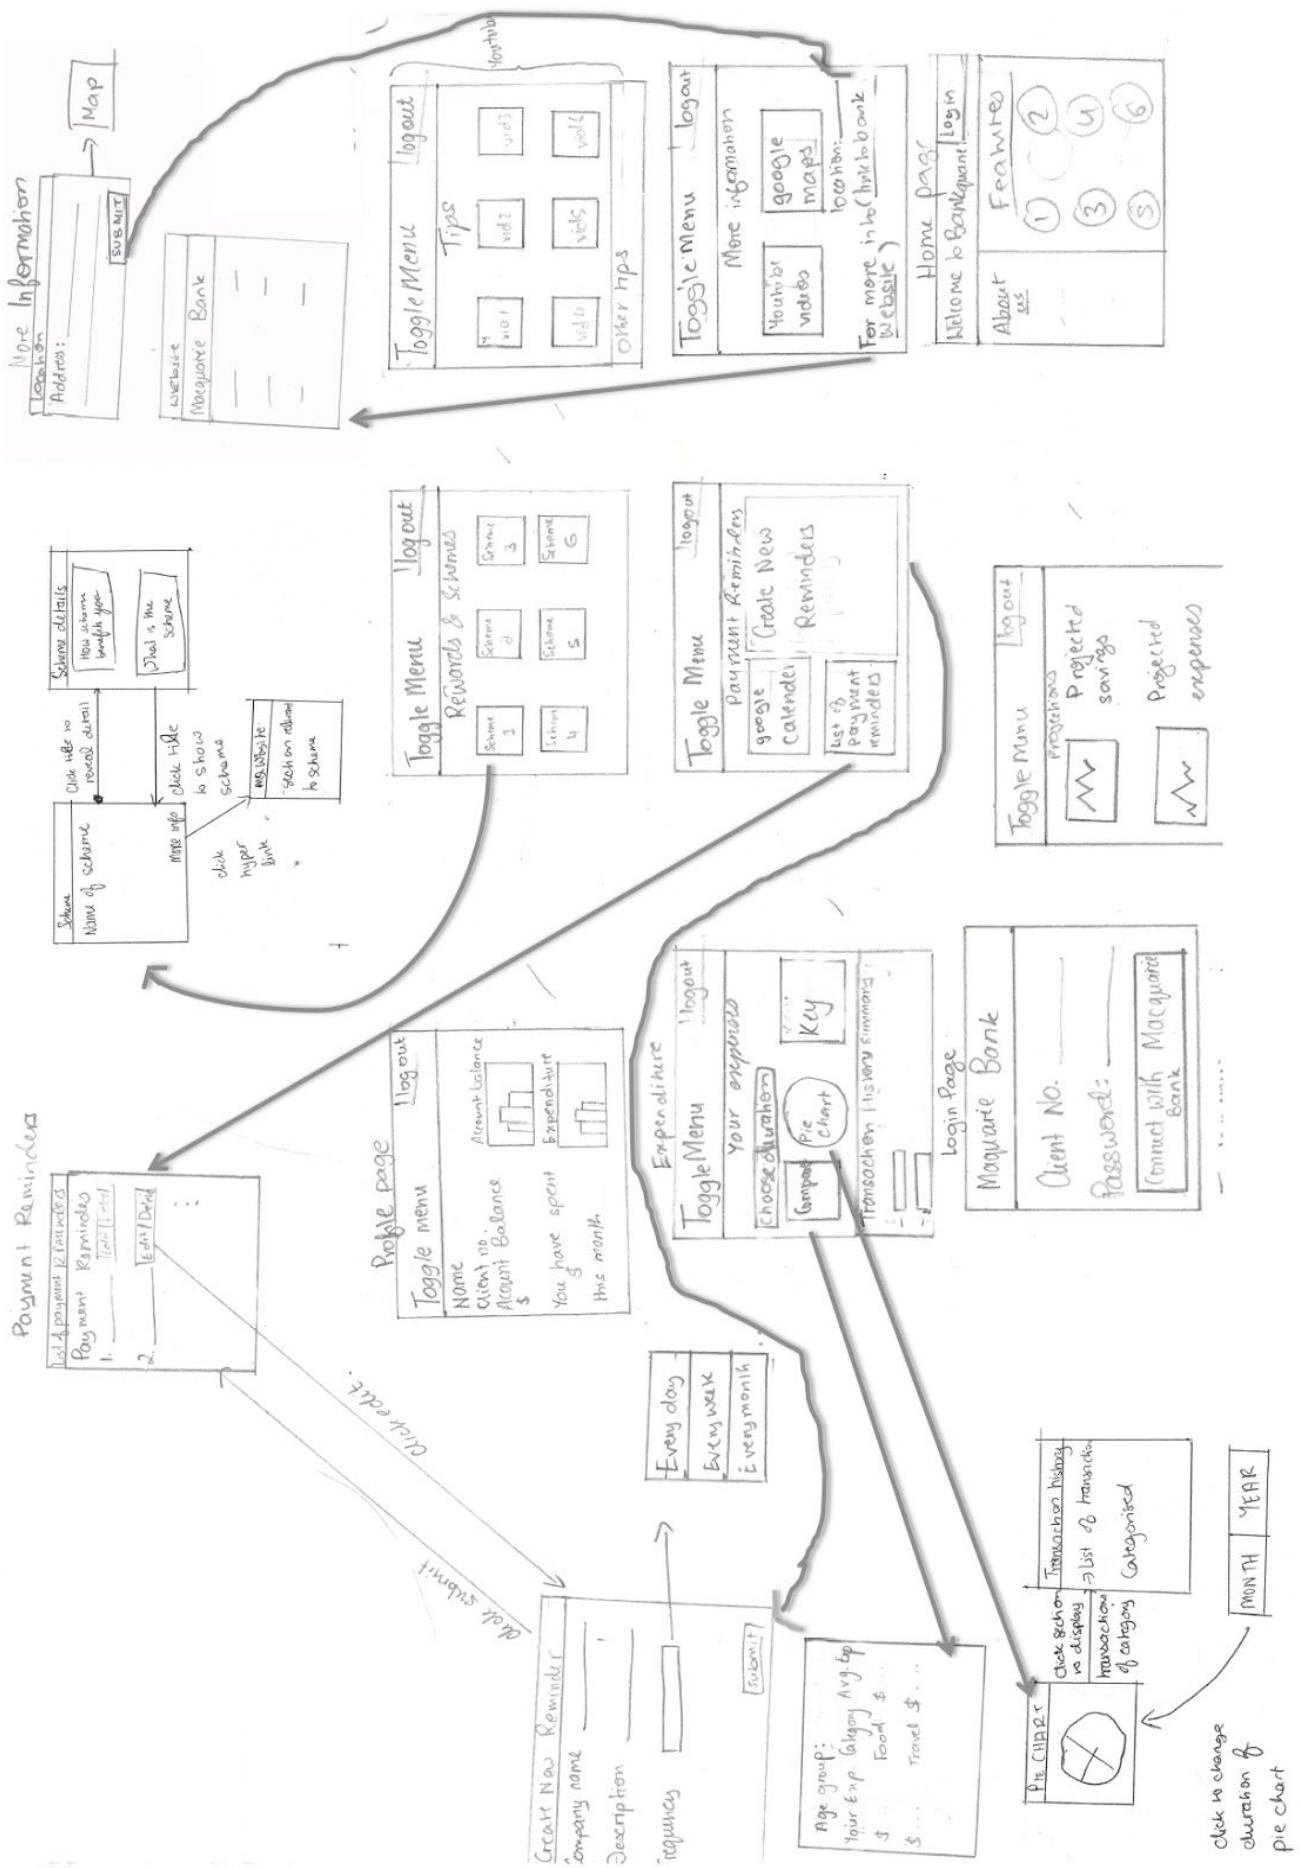 Payment Reminders
List of payment Reminders
Payment Reminders
1.
2.
Edit/Detail
click edit.
click submit
Create New Reminder
Company name
Description
Frequency
Submit
Every day
Every week
Every month
Scheme
Name of scheme
more info
Click title to
reveal detail
click title
to show
scheme
click
hyper
link
Scheme details
How scheme
benefits you
What is the
scheme
Website
section relevant
to scheme
More Information
Location
Address:
SUBMIT
Map
Website
Macquarie Bank
Profile page
Toggle menu
logout
Name
Client no.
Account Balance
$
You have spent
$
this month
Account balance
Expenditure
Toggle Menu
logout
Rewards & Schemes
Scheme
1
Scheme
2
Scheme
3
Scheme
4
Scheme
5
Scheme
6
Toggle Menu
logout
Tips
vid1
vid2
vid3
vid4
vid5
vid6
Other tips
Youtube
Age group:
Your Exp. Category Avg. Exp
$ ... Food $ ...
$ ... Travel $ ....
Expenditure
Toggle Menu
logout
Your expenses
Choose duration
Compare
Pie
Chart
Key
Transaction History summary
Toggle Menu
logout
Payment Reminders
google
Calender
Create New
Reminders
List of
payment
reminders
Toggle Menu
logout
More information
Youtube
videos
google
maps
location:
For more info (link to bank
website)
PIE CHART
Click section
to display
transactions
of category
Transaction history
→ List of transaction
Categorised
MONTH
YEAR
click to change
duration of
pie chart
Login Page
Maquarie Bank
Client No.
Password:
Connect with Macquarie
Bank
Toggle Menu
logout
Projections
Projected
savings
Projected
expenses
Home page
Login
About
us
Features
1
2
3
4
5
6